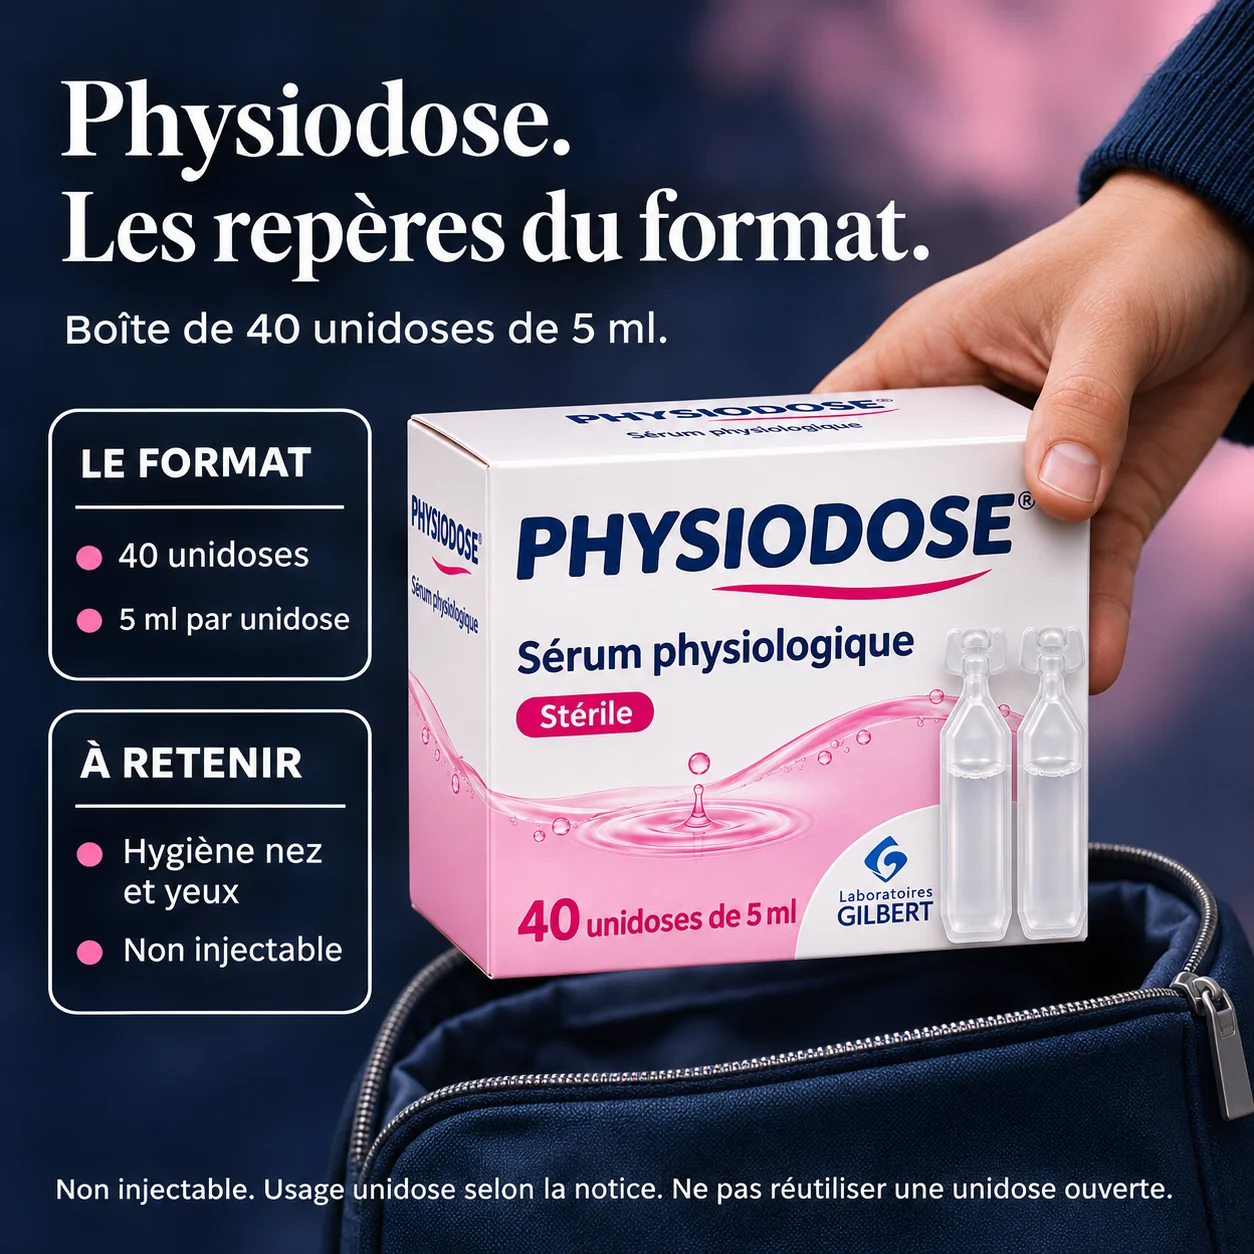 Physiodose.
Les repères du format.
Boîte de 40 unidoses de 5 ml.
LE FORMAT
40 unidoses
5 ml par unidose
À RETENIR
Hygiène nez
et yeux
Non injectable
PHYSIODOSE®
Sérum physiologique
PHYSIODOSE®
Sérum physiologique
PHYSIODOSE®
Sérum physiologique
Stérile
40 unidoses de 5 ml
Laboratoires
GILBERT
Non injectable. Usage unidose selon la notice. Ne pas réutiliser une unidose ouverte.